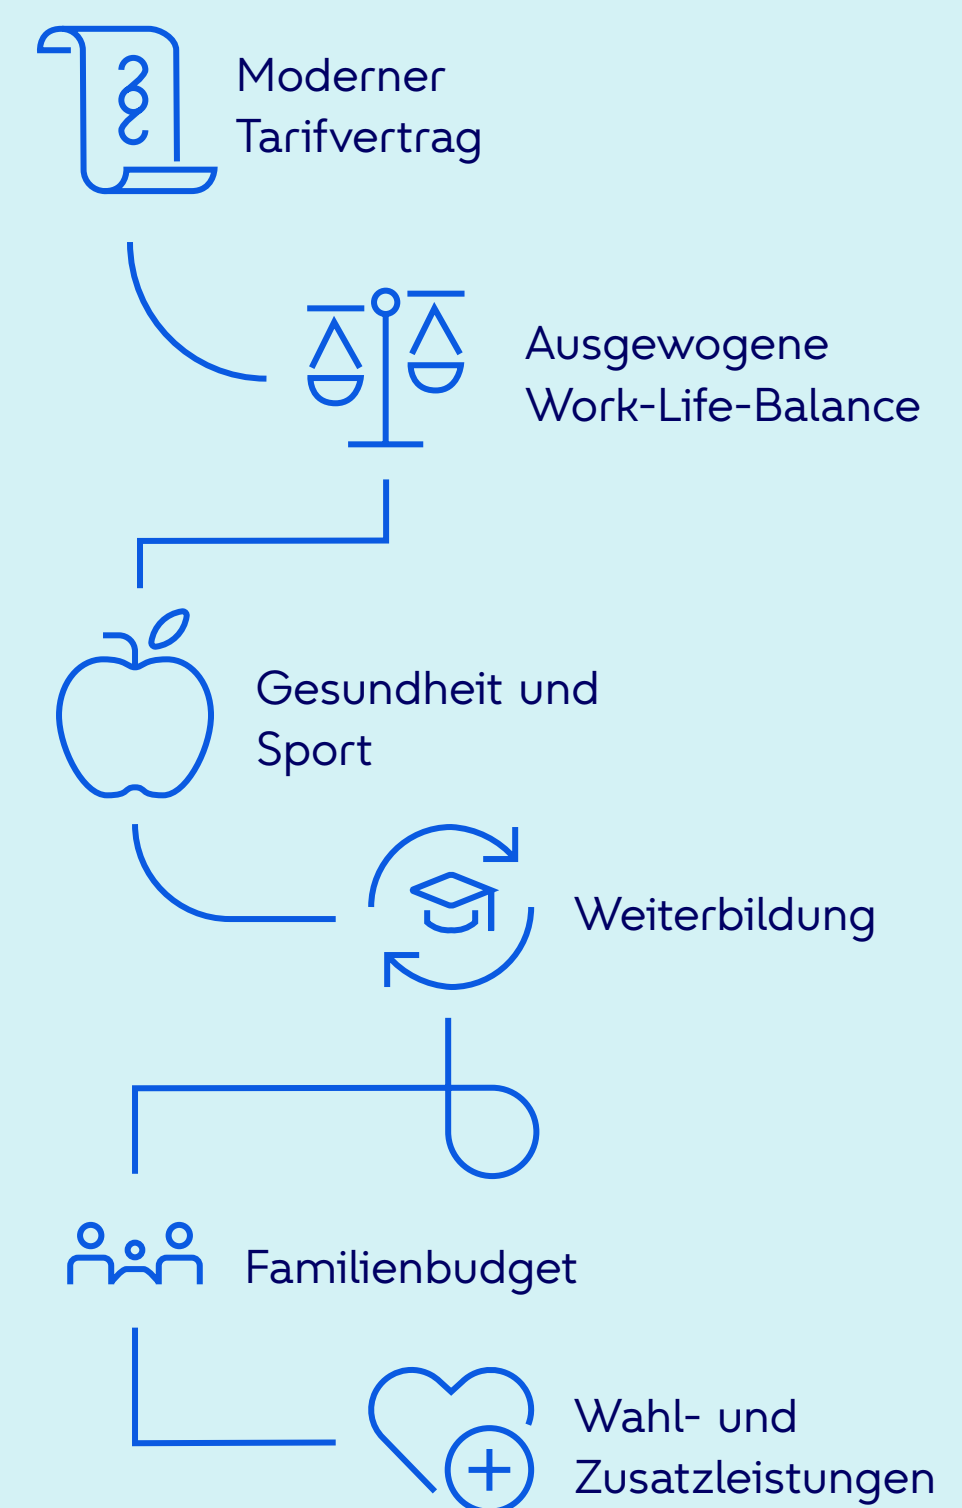 Moderner
Tarifvertrag
Ausgewogene
Work-Life-Balance
Gesundheit und
Sport
Weiterbildung
Familienbudget
Wahl- und
Zusatzleistungen